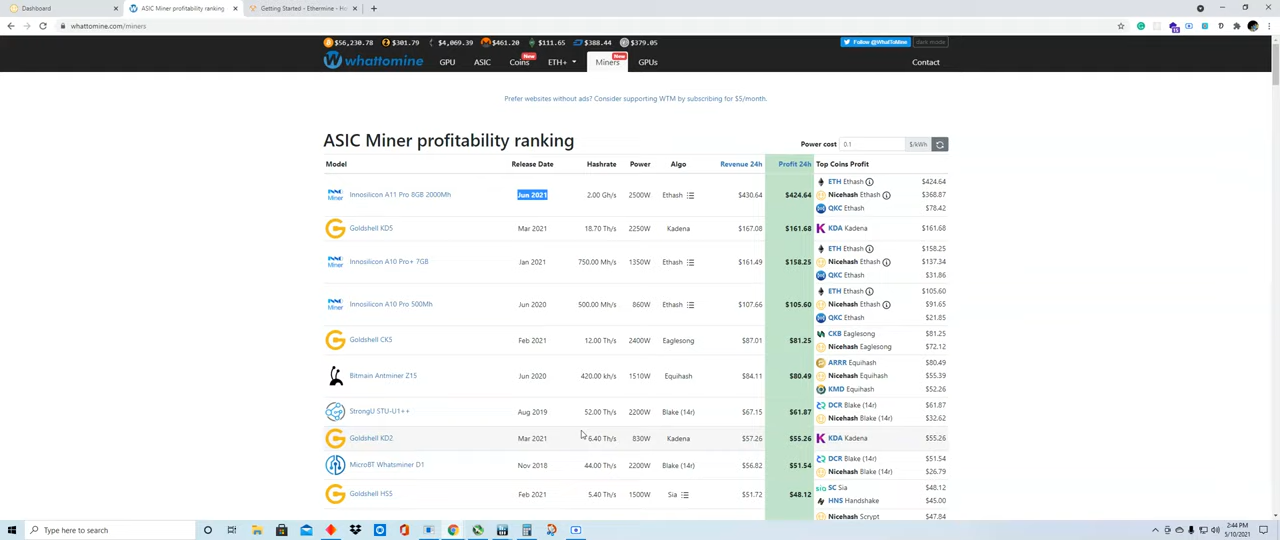 Dashboard
ASIC Miner profitability ranking
Getting Started - Ethermine - Ho
whattomine.com/miners
$56,230.78 $301.79 $4,069.39 $461.20 $111.65 $388.44 $379.05
Follow @WhatToMine
dark mode
whattomine GPU ASIC Coins New ETH+ Miners New GPUs Contact
Prefer websites without ads? Consider supporting WTM by subscribing for $5/month.
ASIC Miner profitability ranking
Power cost 0.1 $/kWh
Model Release Date Hashrate Power Algo Revenue 24h Profit 24h Top Coins Profit
Innosilicon A11 Pro 8GB 2000Mh Jun 2021 2.00 Gh/s 2500W Ethash $430.64 $424.64
ETH Ethash $424.64
Nicehash Ethash $368.87
QKC Ethash $78.42
Goldshell KD5 Mar 2021 18.70 Th/s 2250W Kadena $167.08 $161.68 KDA Kadena $161.68
Innosilicon A10 Pro+ 7GB Jan 2021 750.00 Mh/s 1350W Ethash $161.49 $158.25
ETH Ethash $158.25
Nicehash Ethash $137.34
QKC Ethash $31.86
Innosilicon A10 Pro 500Mh Jun 2020 500.00 Mh/s 860W Ethash $107.66 $105.60
ETH Ethash $105.60
Nicehash Ethash $91.65
QKC Ethash $21.85
Goldshell CK5 Feb 2021 12.00 Th/s 2400W Eaglesong $87.01 $81.25
CKB Eaglesong $81.25
Nicehash Eaglesong $72.12
Bitmain Antminer Z15 Jun 2020 420.00 kh/s 1510W Equihash $84.11 $80.49
ARRR Equihash $80.49
Nicehash Equihash $55.39
KMD Equihash $52.26
StrongU STU-U1++ Aug 2019 52.00 Th/s 2200W Blake (14r) $67.15 $61.87
DCR Blake (14r) $61.87
Nicehash Blake (14r) $32.62
Goldshell KD2 Mar 2021 6.40 Th/s 830W Kadena $57.26 $55.26 KDA Kadena $55.26
MicroBT Whatsminer D1 Nov 2018 44.00 Th/s 2200W Blake (14r) $56.82 $51.54
DCR Blake (14r) $51.54
Nicehash Blake (14r) $26.79
Goldshell HS5 Feb 2021 5.40 Th/s 1500W Sia $51.72 $48.12
SC Sia $48.12
HNS Handshake $45.00
Nicehash Scrypt $47.84
Type here to search
2:44 PM
5/10/2021